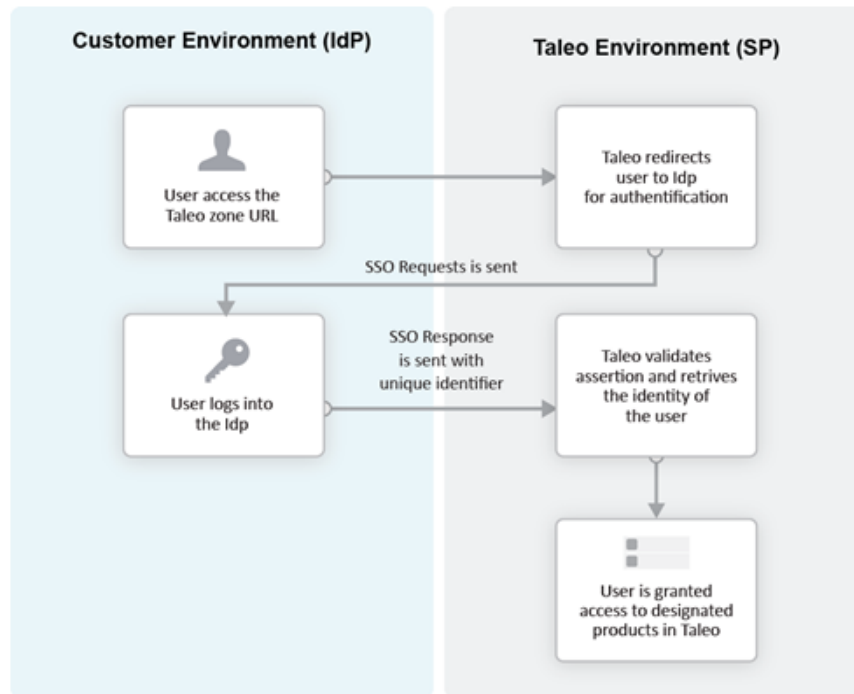 Customer Environment (IdP)
Taleo Environment (SP)
User access the
Taleo zone URL
Taleo redirects
user to Idp
for authentification
SSO Requests is sent
User logs into
the Idp
SSO Response
is sent with
unique identifier
Taleo validates
assertion and retrives
the identity of
the user
User is granted
access to designated
products in Taleo